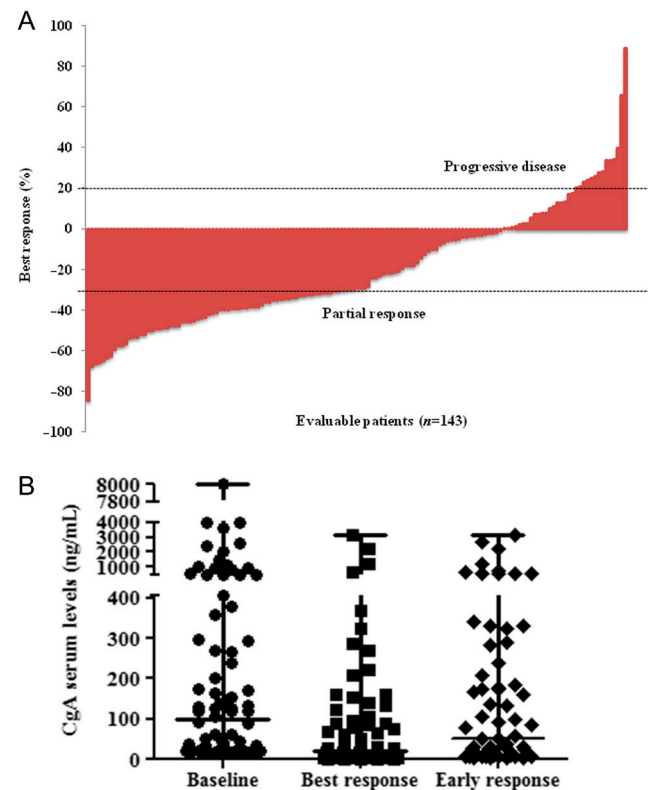 A
100
80
60
40
20
0
−20
−40
−60
−80
−100
Best response (%)
Progressive disease
Partial response
Evaluable patients (n=143)
B
8000
7800
4000
3000
2000
1000
400
300
200
100
0
CgA serum levels (ng/mL)
Baseline Best response Early response